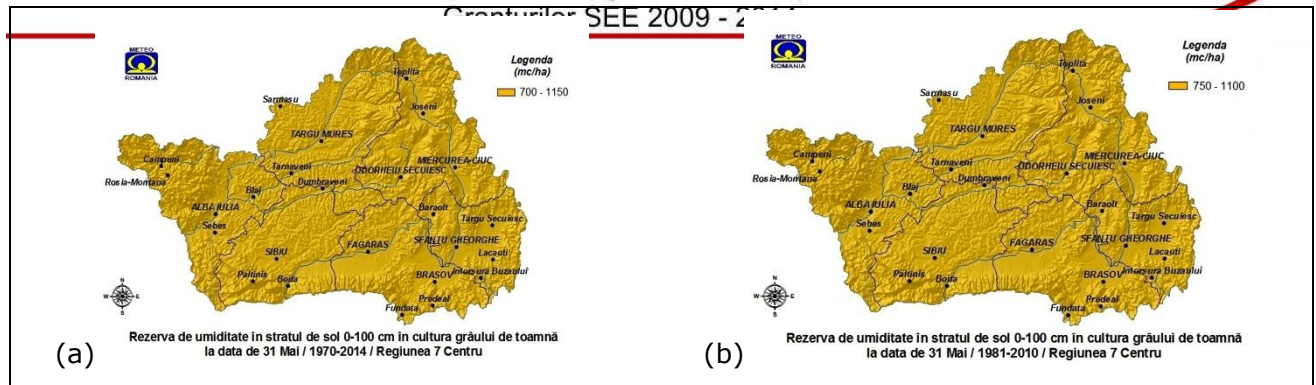 Granturilor SEE 2009 - 2014
METEO
ROMANIA
Legenda
(mc/ha)
700 - 1150
Toplita
Sarmasu
Joseni
TARGU MURES
Campeni
Rosia-Montana
Tarnaveni
MIERCUREA-CIUC
ODORHEIU SECUIESC
Dumbraveni
Blaj
ALBA IULIA
Sebes
Baraolt
Targu Secuiesc
SFANTU GHEORGHE
FAGARAS
SIBIU
Lacauti
Paltinis
Boita
BRASOV
Intorsura Buzaului
Predeal
Fundata
N
W
E
S
Rezerva de umiditate în stratul de sol 0-100 cm în cultura grâului de toamnă
la data de 31 Mai / 1970-2014 / Regiunea 7 Centru
(a)
METEO
ROMANIA
Legenda
(mc/ha)
750 - 1100
Toplita
Sarmasu
Joseni
TARGU MURES
Campeni
Rosia-Montana
Tarnaveni
MIERCUREA-CIUC
ODORHEIU SECUIESC
Dumbraveni
Blaj
ALBA IULIA
Sebes
Baraolt
Targu Secuiesc
SFANTU GHEORGHE
FAGARAS
SIBIU
Lacauti
Paltinis
Boita
BRASOV
Intorsura Buzaului
Predeal
Fundata
N
W
E
S
Rezerva de umiditate în stratul de sol 0-100 cm în cultura grâului de toamnă
la data de 31 Mai / 1981-2010 / Regiunea 7 Centru
(b)